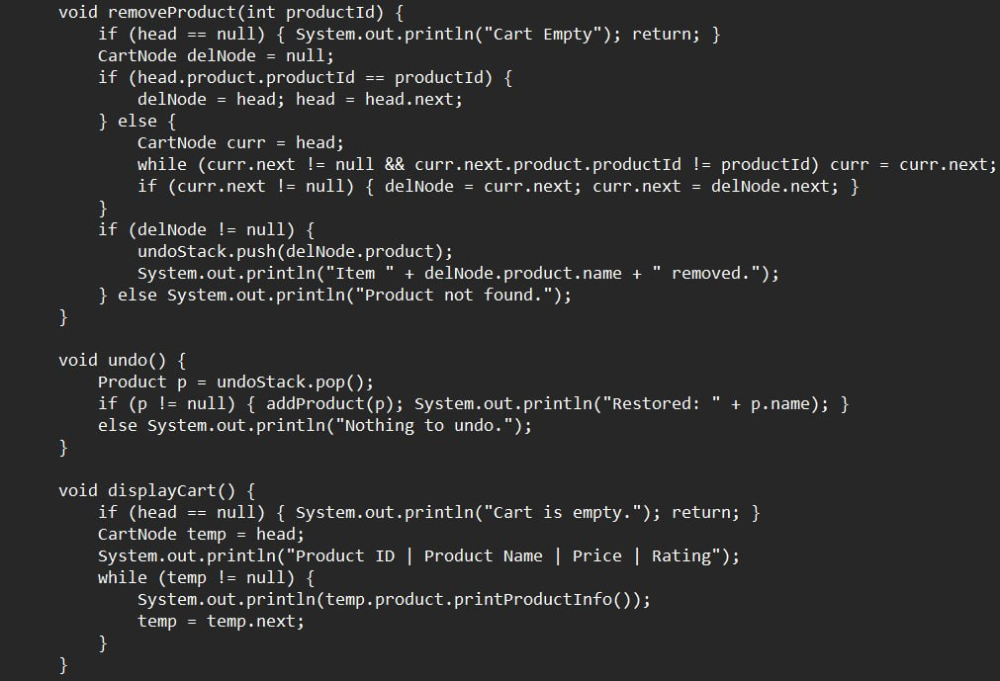 void removeProduct(int productId) {
    if (head == null) { System.out.println("Cart Empty"); return; }
    CartNode delNode = null;
    if (head.product.productId == productId) {
        delNode = head; head = head.next;
    } else {
        CartNode curr = head;
        while (curr.next != null && curr.next.product.productId != productId) curr = curr.next;
        if (curr.next != null) { delNode = curr.next; curr.next = delNode.next; }
    }
    if (delNode != null) {
        undoStack.push(delNode.product);
        System.out.println("Item " + delNode.product.name + " removed.");
    } else System.out.println("Product not found.");
}

void undo() {
    Product p = undoStack.pop();
    if (p != null) { addProduct(p); System.out.println("Restored: " + p.name); }
    else System.out.println("Nothing to undo.");
}

void displayCart() {
    if (head == null) { System.out.println("Cart is empty."); return; }
    CartNode temp = head;
    System.out.println("Product ID | Product Name | Price | Rating");
    while (temp != null) {
        System.out.println(temp.product.printProductInfo());
        temp = temp.next;
    }
}